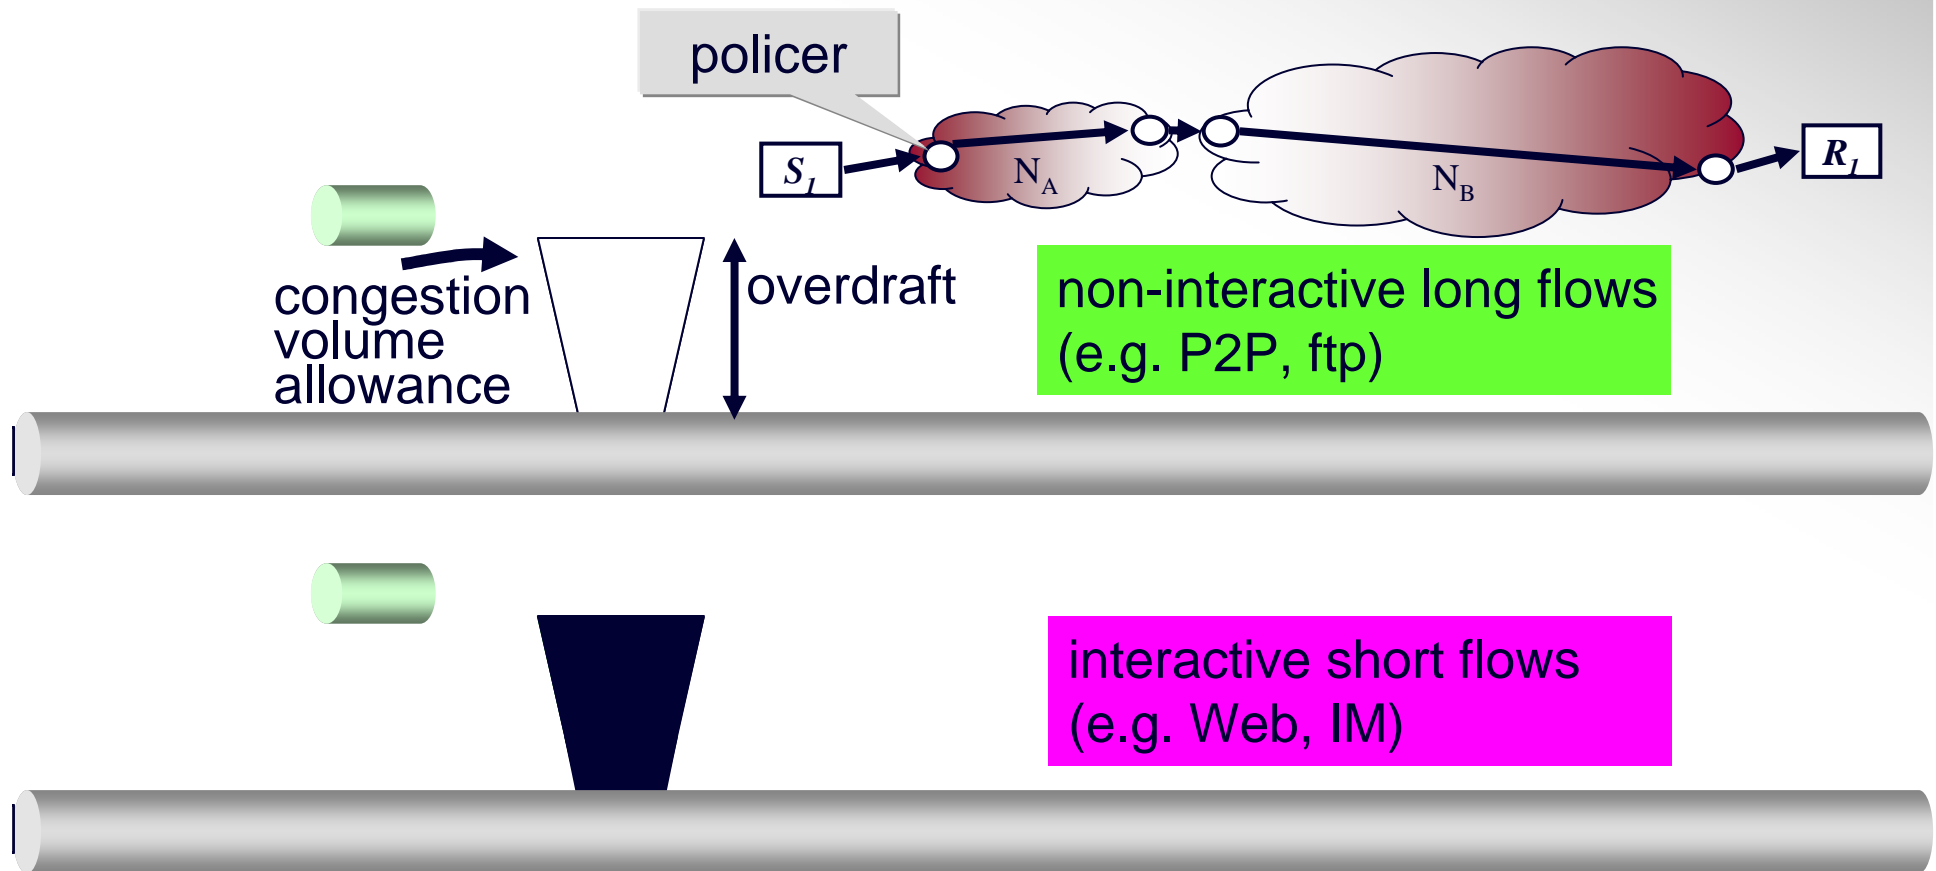 policer
S1
NA
NB
R1
congestion
volume
allowance
overdraft
non-interactive long flows
(e.g. P2P, ftp)
interactive short flows
(e.g. Web, IM)